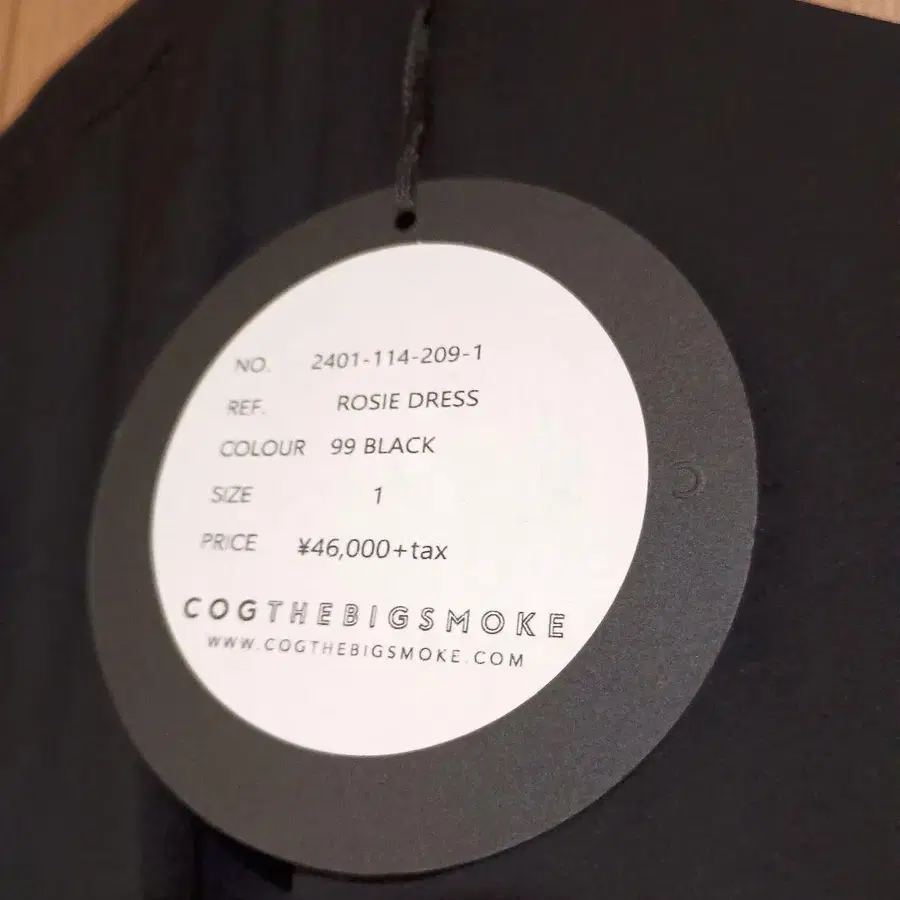 NO. 2401-114-209-1
REF. ROSIE DRESS
COLOUR 99 BLACK
SIZE 1
PRICE ¥46,000+tax
COGTHEBIGSMOKE
WWW.COGTHEBIGSMOKE.COM